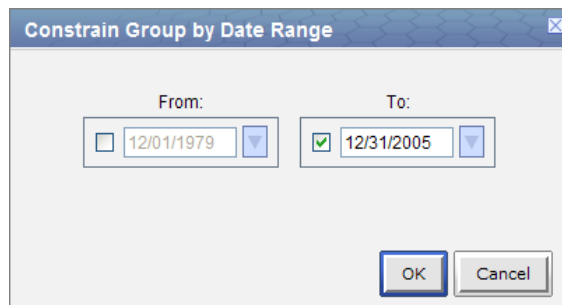 Constrain Group by Date Range
From: To:
12/01/1979 12/31/2005
OK Cancel